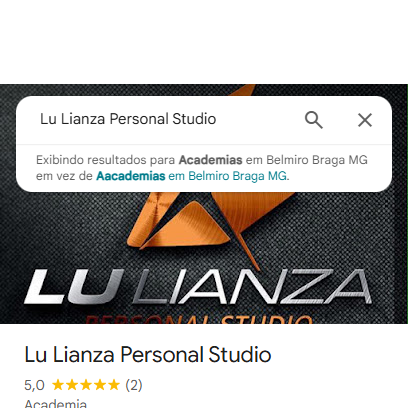 Lu Lianza Personal Studio
Exibindo resultados para Academias em Belmiro Braga MG
em vez de Aacademias em Belmiro Braga MG.
LU LIANZA
PERSONAL STUDIO
Lu Lianza Personal Studio
5,0 ★★★★★ (2)
Academia